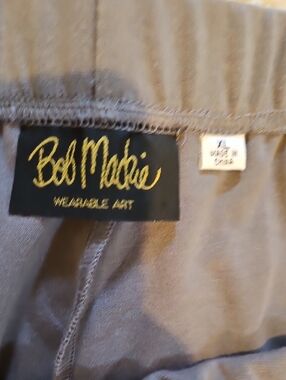 Bob Mackie
WEARABLE ART
XL
MADE IN
CHINA